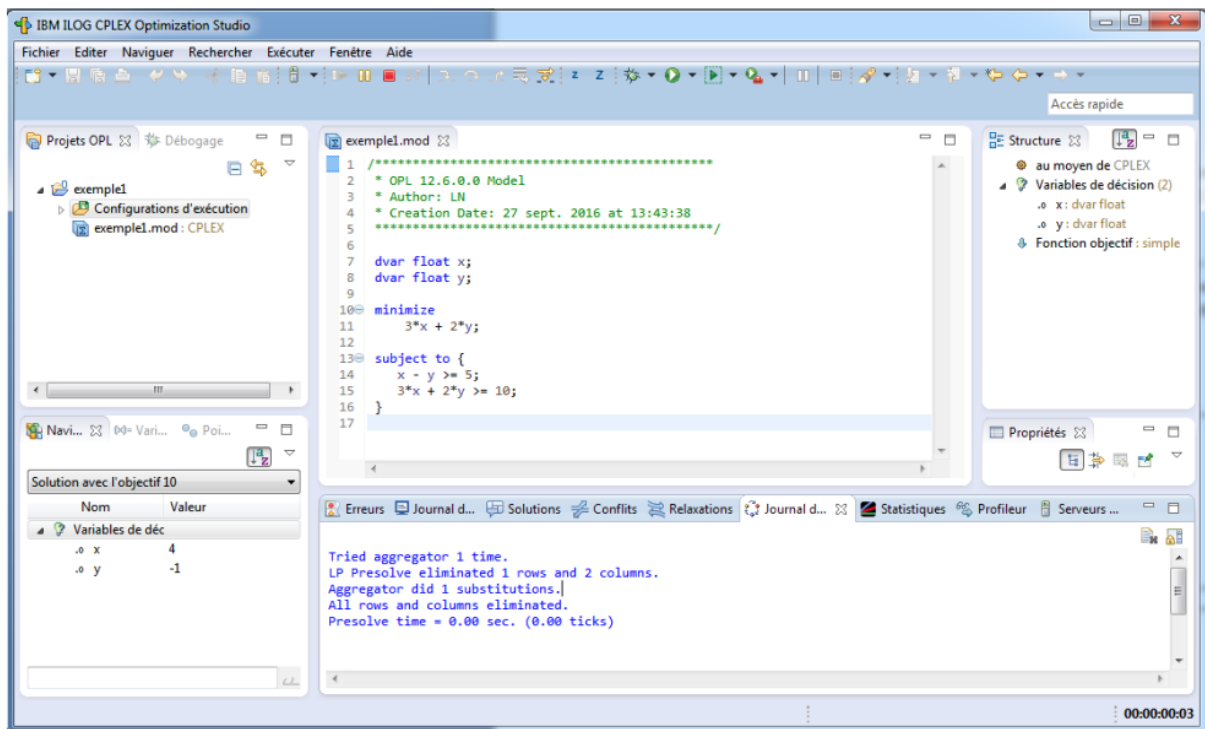 IBM ILOG CPLEX Optimization Studio
Fichier Editer Naviguer Rechercher Exécuter Fenêtre Aide
Accès rapide
Projets OPL Débogage
exemple1
Configurations d'exécution
exemple1.mod : CPLEX
exemple1.mod
1 /*********************************************
2 * OPL 12.6.0.0 Model
3 * Author: LN
4 * Creation Date: 27 sept. 2016 at 13:43:38
5 *********************************************/
6
7 dvar float x;
8 dvar float y;
9
10 minimize
11 3*x + 2*y;
12
13 subject to {
14 x - y >= 5;
15 3*x + 2*y >= 10;
16 }
17
Structure
au moyen de CPLEX
Variables de décision (2)
x : dvar float
y : dvar float
Fonction objectif : simple
Propriétés
Navi... Vari... Poi...
Solution avec l'objectif 10
Nom Valeur
Variables de déc
x 4
y -1
Erreurs Journal d... Solutions Conflits Relaxations Journal d... Statistiques Profileur Serveurs ...
Tried aggregator 1 time.
LP Presolve eliminated 1 rows and 2 columns.
Aggregator did 1 substitutions.
All rows and columns eliminated.
Presolve time = 0.00 sec. (0.00 ticks)
00:00:00:03